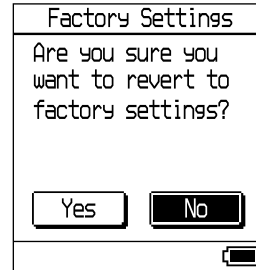 Factory Settings
Are you sure you
want to revert to
factory settings?
Yes No